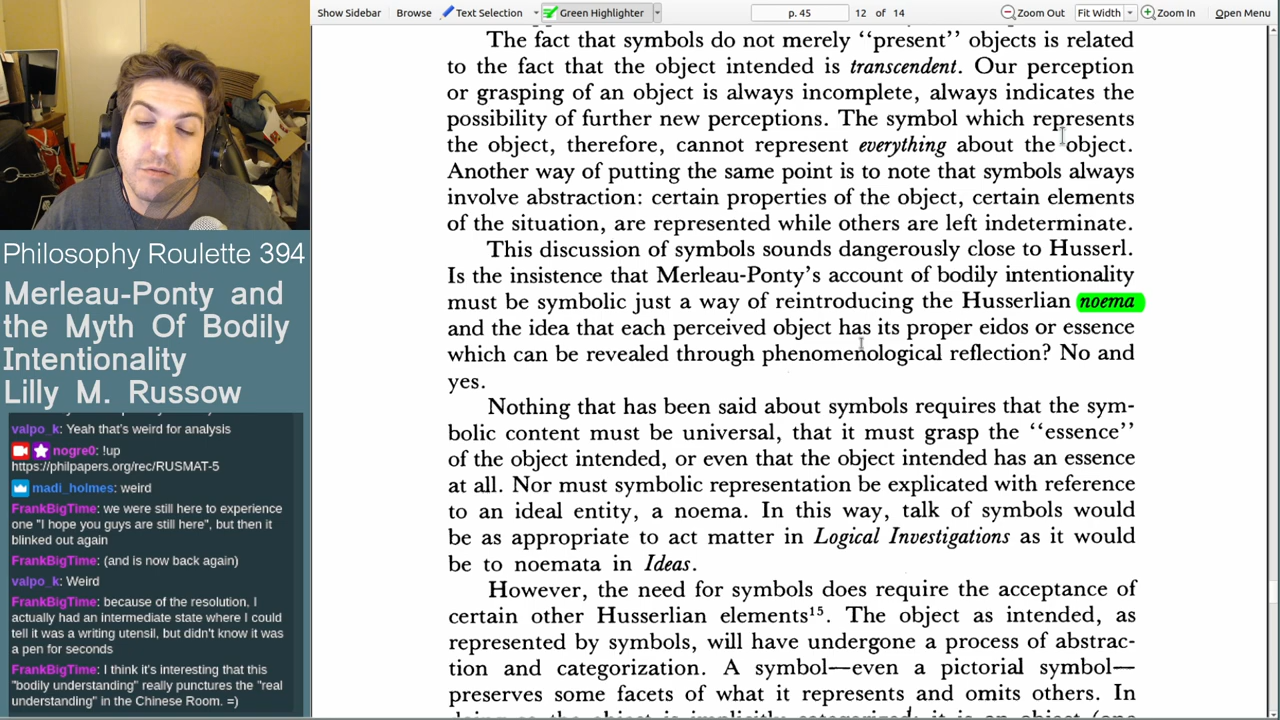 Show Sidebar Browse Text Selection Green Highlighter p. 45 12 of 14 Zoom Out Fit Width Zoom In Open Menu
The fact that symbols do not merely “present” objects is related
to the fact that the object intended is transcendent. Our perception
or grasping of an object is always incomplete, always indicates the
possibility of further new perceptions. The symbol which represents
the object, therefore, cannot represent everything about the object.
Another way of putting the same point is to note that symbols always
involve abstraction: certain properties of the object, certain elements
of the situation, are represented while others are left indeterminate.
This discussion of symbols sounds dangerously close to Husserl.
Is the insistence that Merleau-Ponty’s account of bodily intentionality
must be symbolic just a way of reintroducing the Husserlian noema
and the idea that each perceived object has its proper eidos or essence
which can be revealed through phenomenological reflection? No and
yes.
Nothing that has been said about symbols requires that the sym-
bolic content must be universal, that it must grasp the “essence”
of the object intended, or even that the object intended has an essence
at all. Nor must symbolic representation be explicated with reference
to an ideal entity, a noema. In this way, talk of symbols would
be as appropriate to act matter in Logical Investigations as it would
be to noemata in Ideas.
However, the need for symbols does require the acceptance of
certain other Husserlian elements¹⁵. The object as intended, as
represented by symbols, will have undergone a process of abstrac-
tion and categorization. A symbol—even a pictorial symbol—
preserves some facets of what it represents and omits others. In
Philosophy Roulette 394
Merleau-Ponty and
the Myth Of Bodily
Intentionality
Lilly M. Russow
valpo_k: Yeah that's weird for analysis
nogre0: !up
https://philpapers.org/rec/RUSMAT-5
madi_holmes: weird
FrankBigTime: we were still here to experience
one "I hope you guys are still here", but then it
blinked out again
FrankBigTime: (and is now back again)
valpo_k: Weird
FrankBigTime: because of the resolution, I
actually had an intermediate state where I could
tell it was a writing utensil, but didn't know it was
a pen for seconds
FrankBigTime: I think it's interesting that this
"bodily understanding" really punctures the "real
understanding" in the Chinese Room. =)